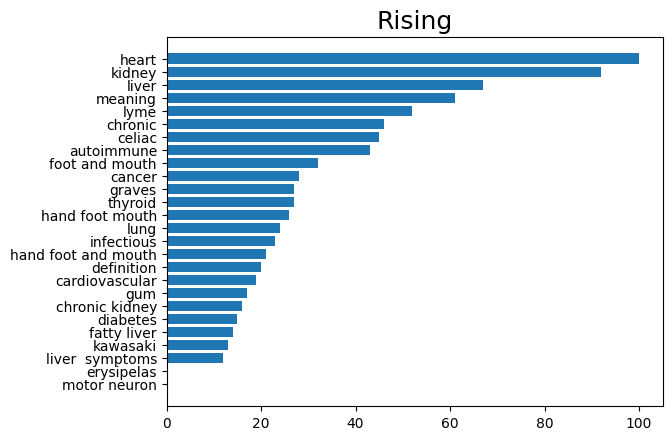 Rising
heart
kidney
liver
meaning
lyme
chronic
celiac
autoimmune
foot and mouth
cancer
graves
thyroid
hand foot mouth
lung
infectious
hand foot and mouth
definition
cardiovascular
gum
chronic kidney
diabetes
fatty liver
kawasaki
liver  symptoms
erysipelas
motor neuron
0 20 40 60 80 100